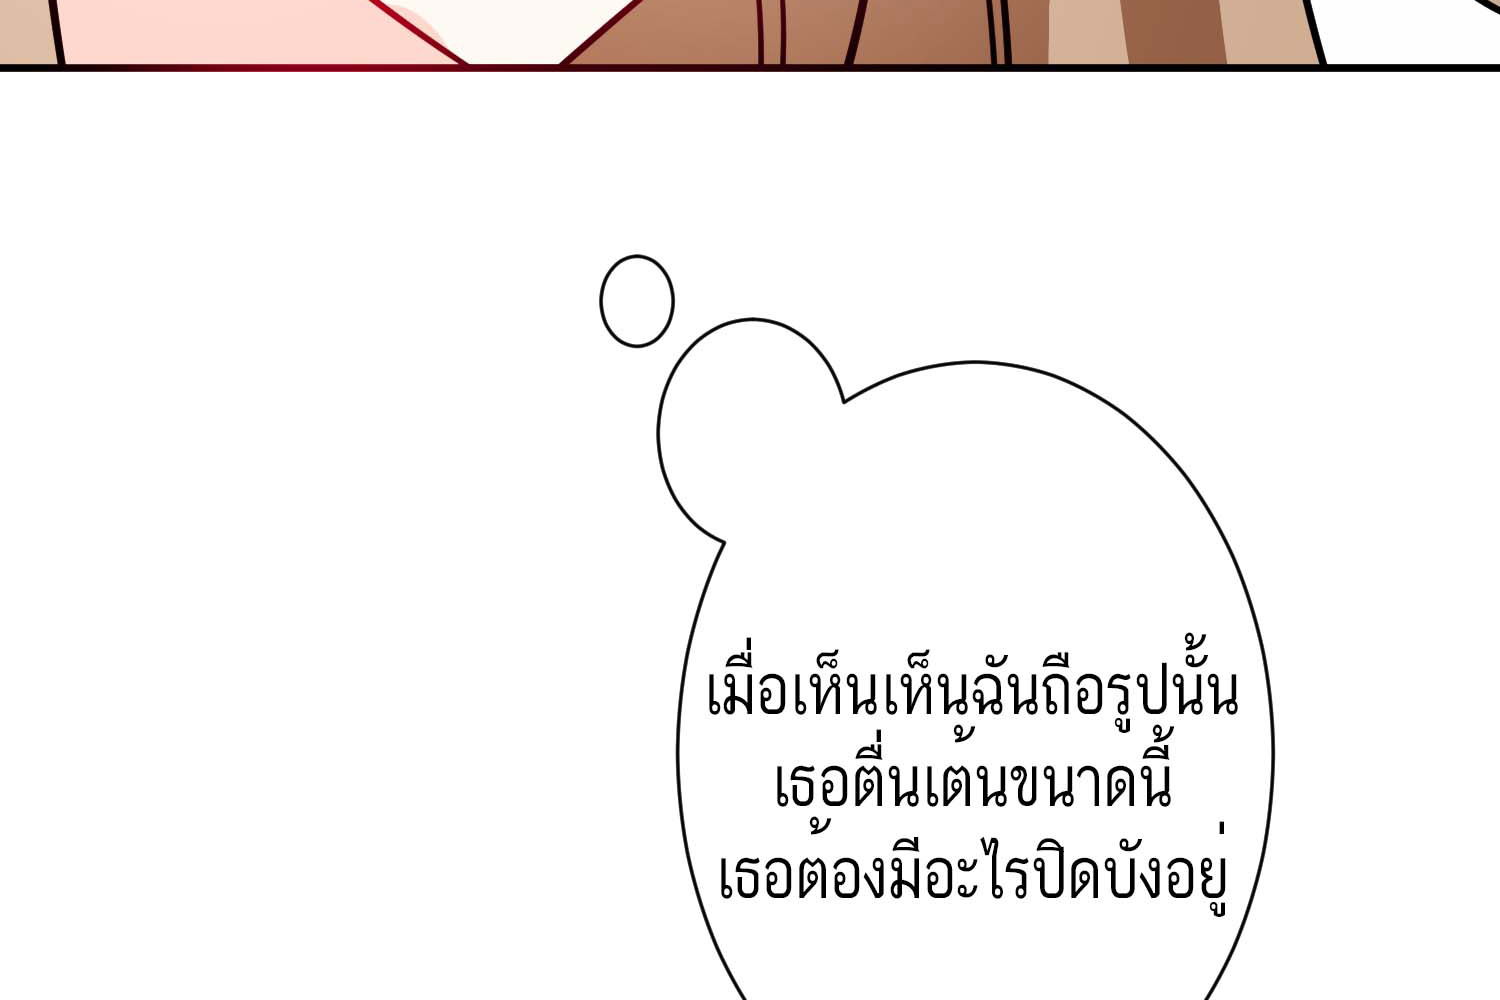 เมื่อเห็นเห็นฉันถือรูปนั้น
เธอตื่นเต้นขนาดนี้
เธอต้องมีอะไรปิดบังอยู่